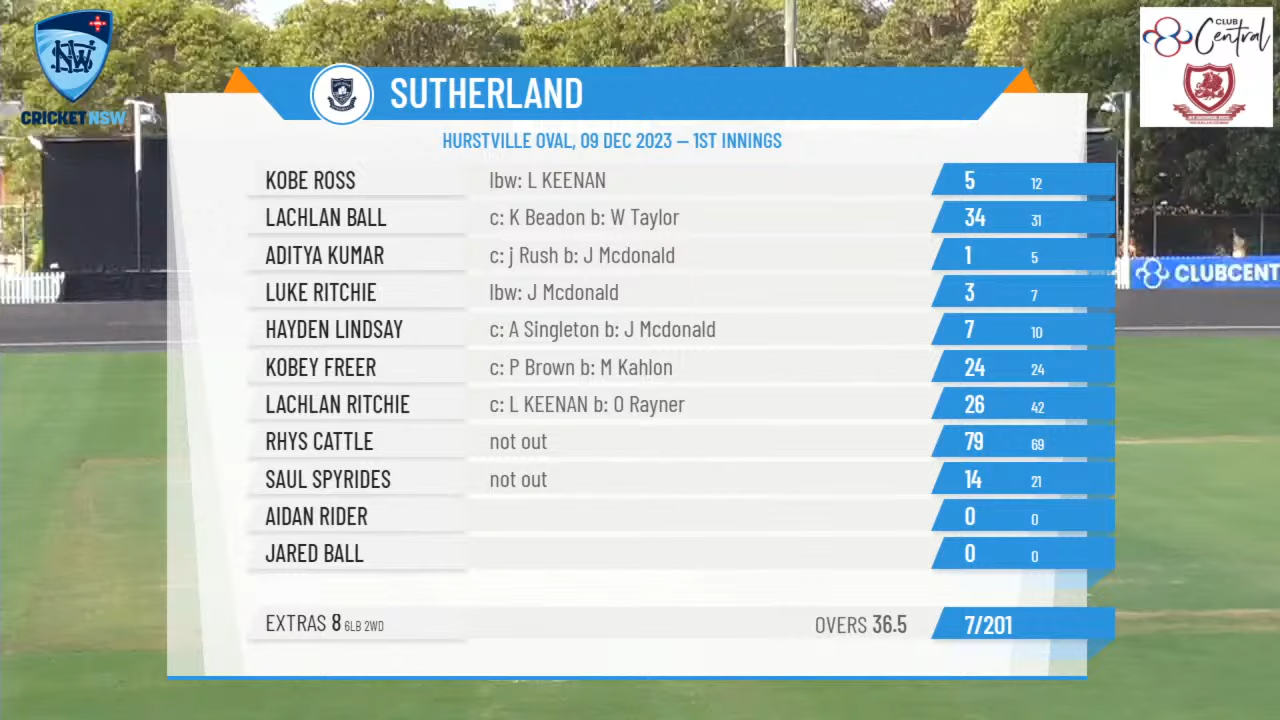 NSW
CRICKET NSW
CLUB
Central
SUTHERLAND
HURSTVILLE OVAL, 09 DEC 2023 – 1ST INNINGS
KOBE ROSS lbw: L KEENAN 5 12
LACHLAN BALL c: K Beadon b: W Taylor 34 31
ADITYA KUMAR c: j Rush b: J Mcdonald 1 5
LUKE RITCHIE lbw: J Mcdonald 3 7
HAYDEN LINDSAY c: A Singleton b: J Mcdonald 7 10
KOBEY FREER c: P Brown b: M Kahlon 24 24
LACHLAN RITCHIE c: L KEENAN b: O Rayner 26 42
RHYS CATTLE not out 79 69
SAUL SPYRIDES not out 14 21
AIDAN RIDER 0 0
JARED BALL 0 0
EXTRAS 8 6LB 2WD OVERS 36.5 7/201
CLUBCENT